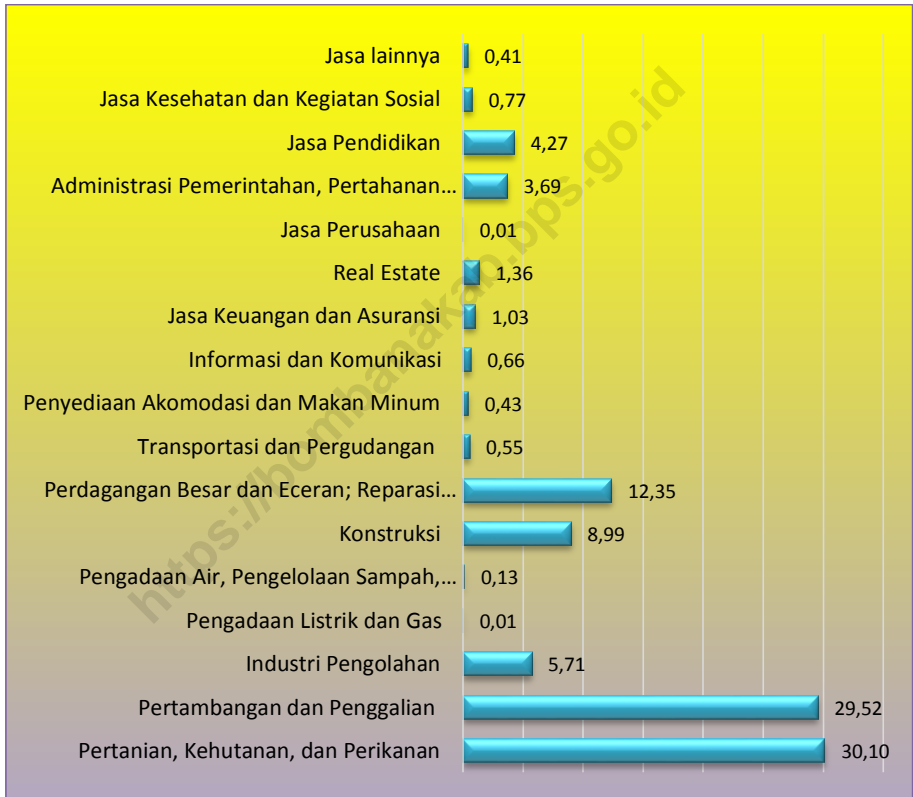 Jasa lainnya 0,41
Jasa Kesehatan dan Kegiatan Sosial 0,77
Jasa Pendidikan 4,27
Administrasi Pemerintahan, Pertahanan... 3,69
Jasa Perusahaan 0,01
Real Estate 1,36
Jasa Keuangan dan Asuransi 1,03
Informasi dan Komunikasi 0,66
Penyediaan Akomodasi dan Makan Minum 0,43
Transportasi dan Pergudangan 0,55
Perdagangan Besar dan Eceran; Reparasi... 12,35
Konstruksi 8,99
Pengadaan Air, Pengelolaan Sampah,... 0,13
Pengadaan Listrik dan Gas 0,01
Industri Pengolahan 5,71
Pertambangan dan Penggalian 29,52
Pertanian, Kehutanan, dan Perikanan 30,10
https://bombanakab.bps.go.id